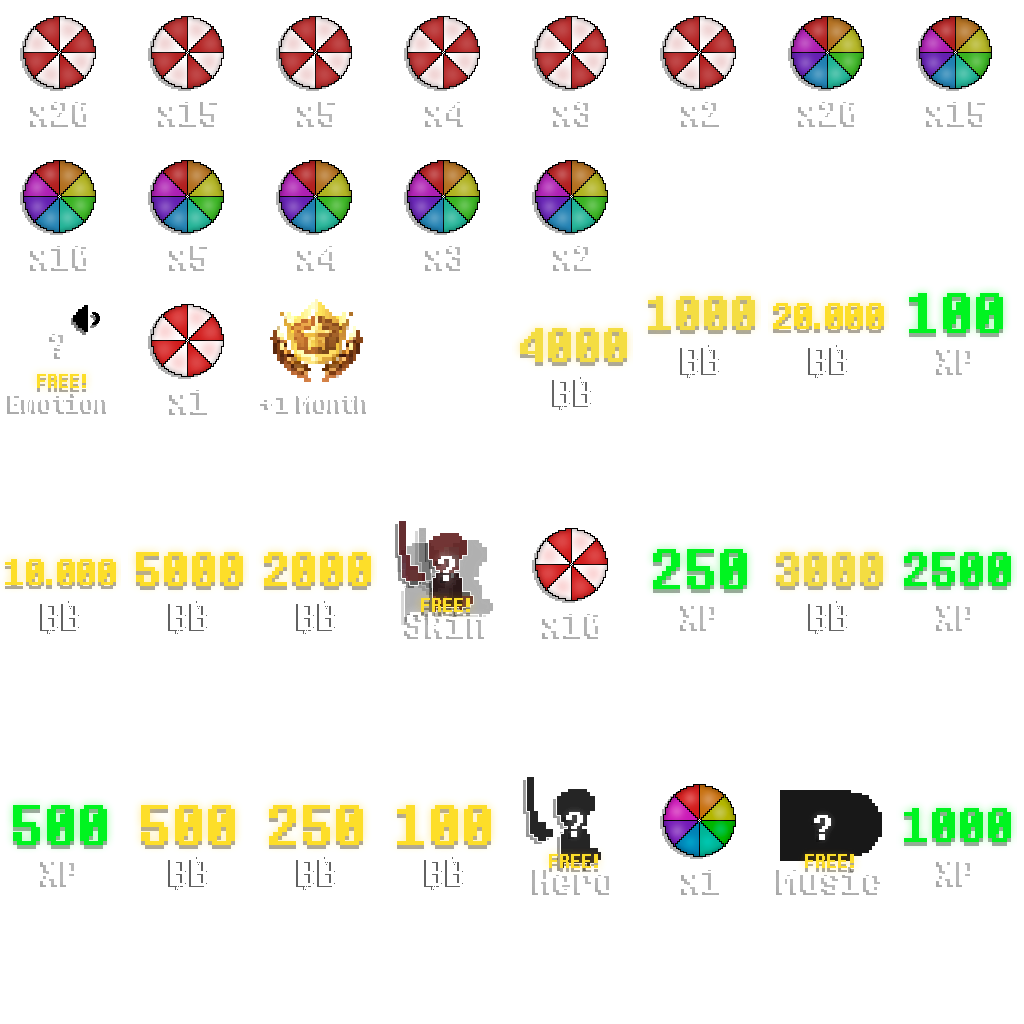 x20 x15 x5 x4 x3 x2 x20 x15
x10 x5 x4 x3 x2
?
FREE!
Emotion
x1
+1 Month
4000
BB
1000
BB
20.000
BB
100
XP
10.000
BB
5000
BB
2000
BB
?
FREE!
Skin
x10
250
XP
3000
BB
2500
XP
500
XP
500
BB
250
BB
100
BB
?
FREE!
Hero
x1
?
FREE!
Music
1000
XP